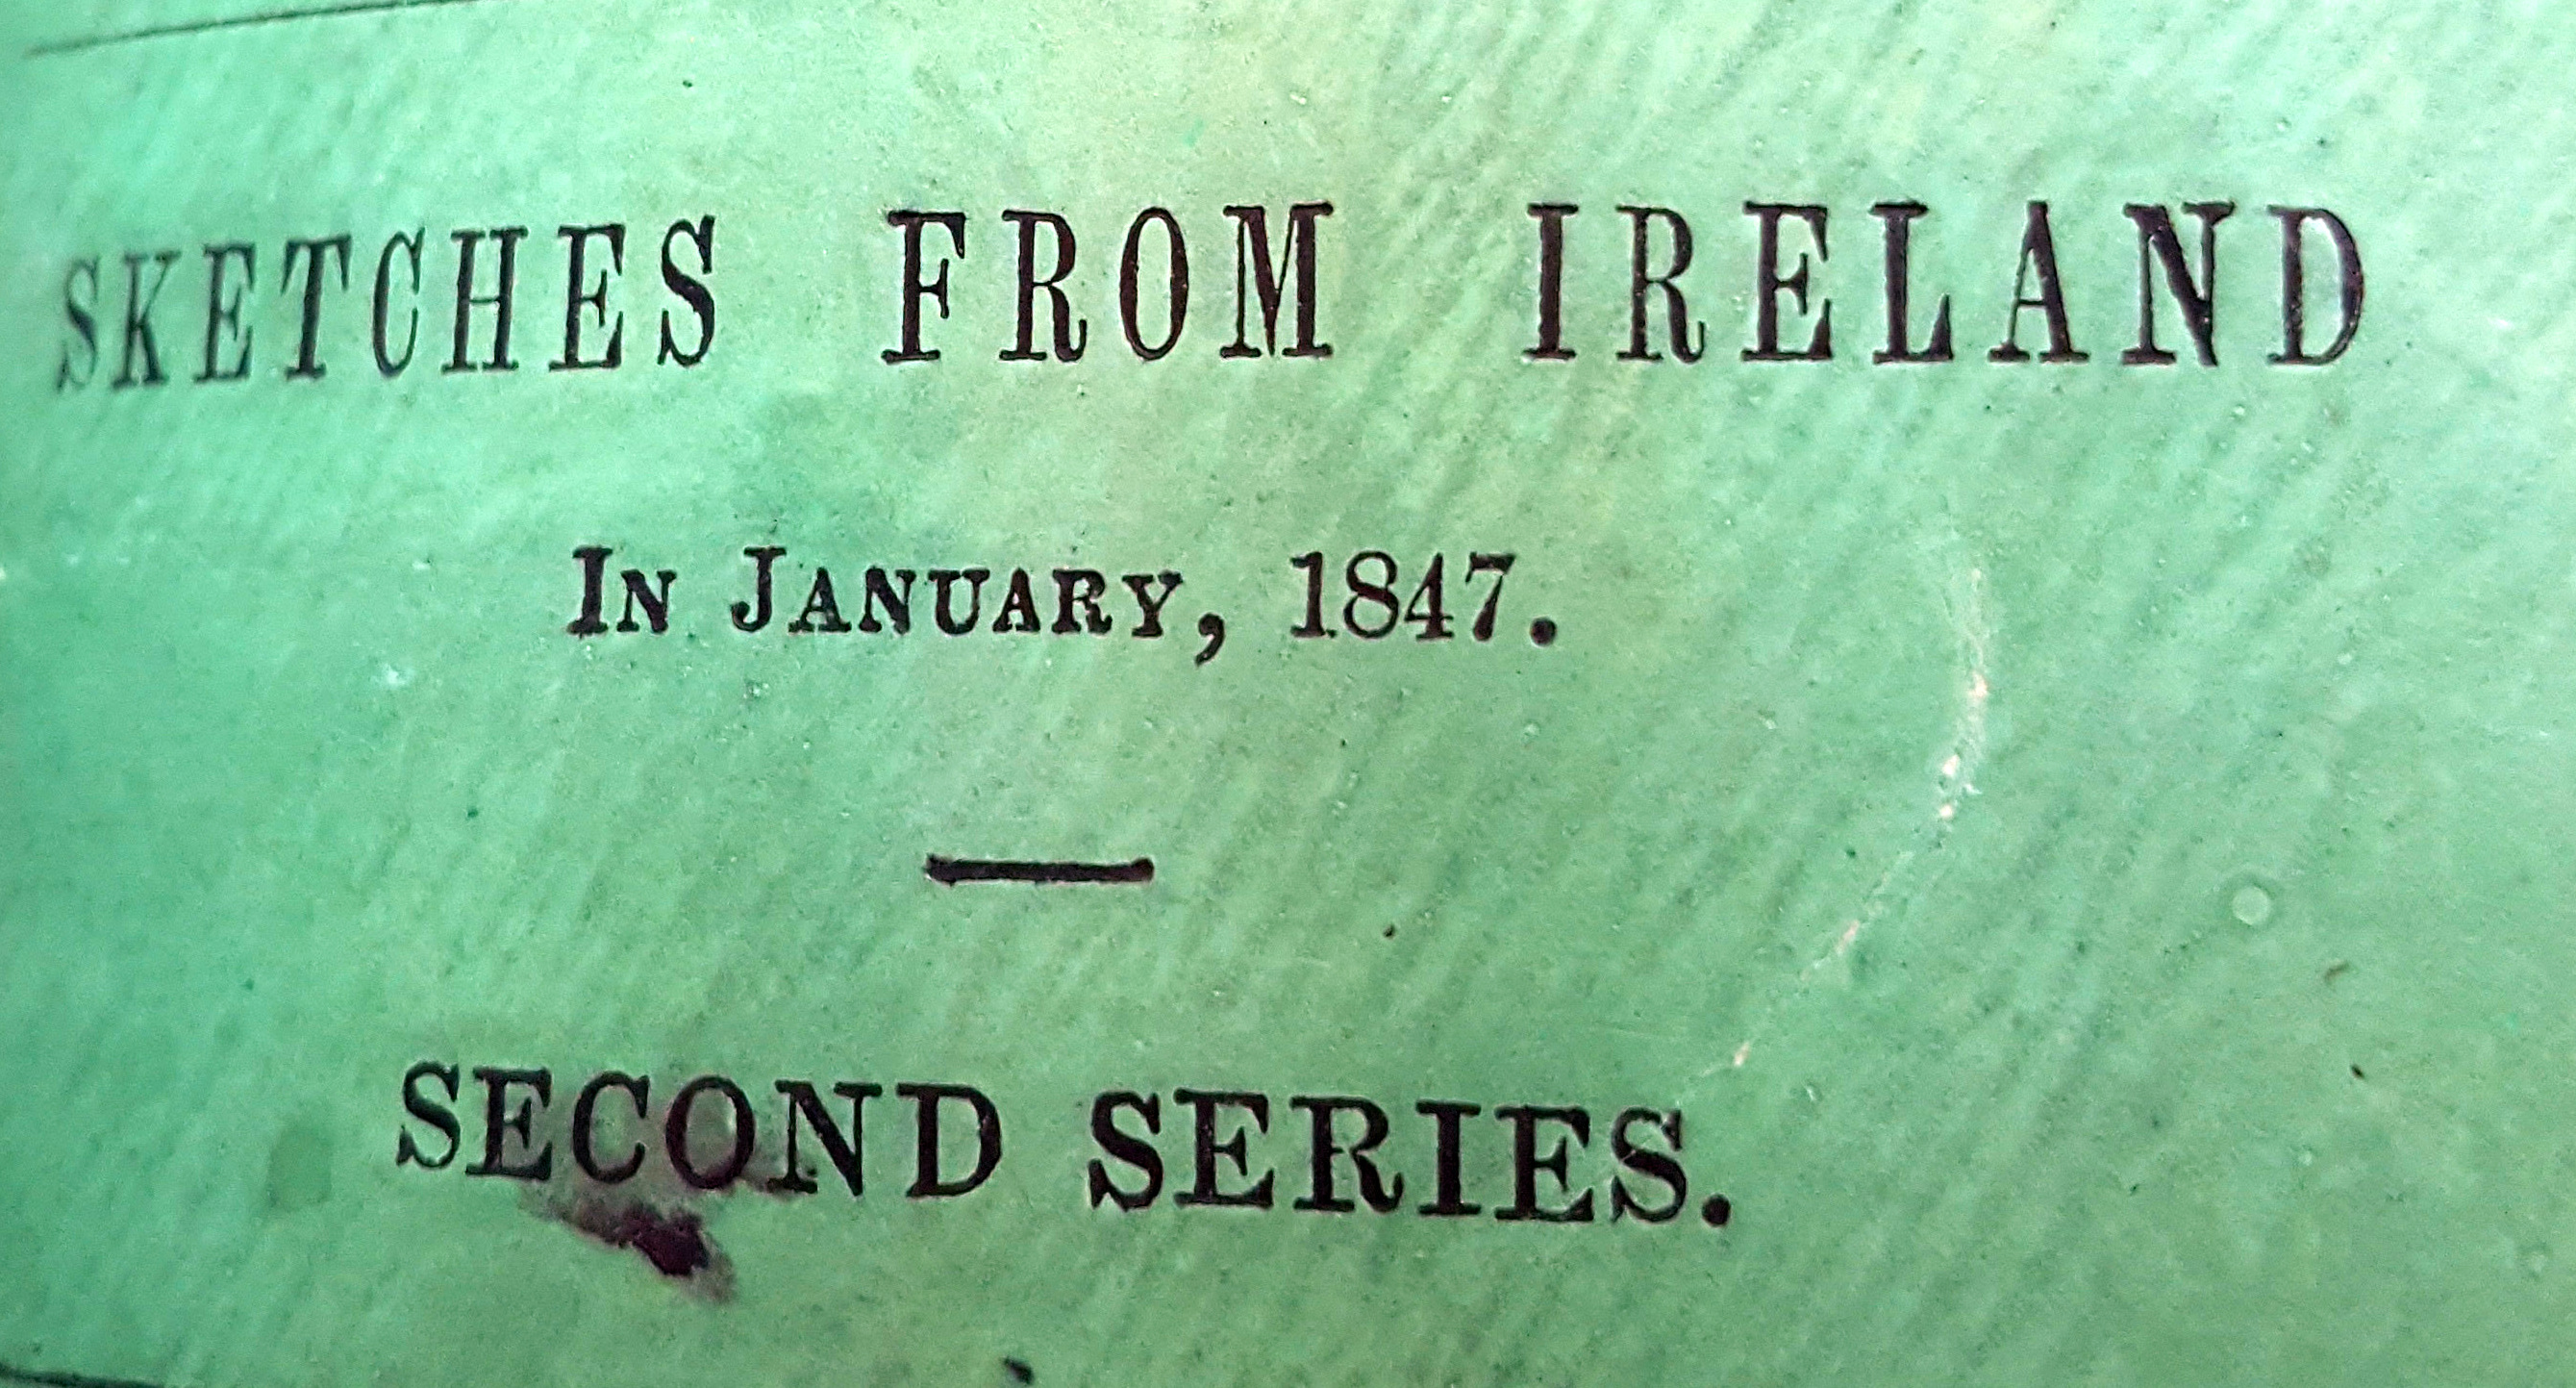 SKETCHES FROM IRELAND
IN JANUARY, 1847.
SECOND SERIES.